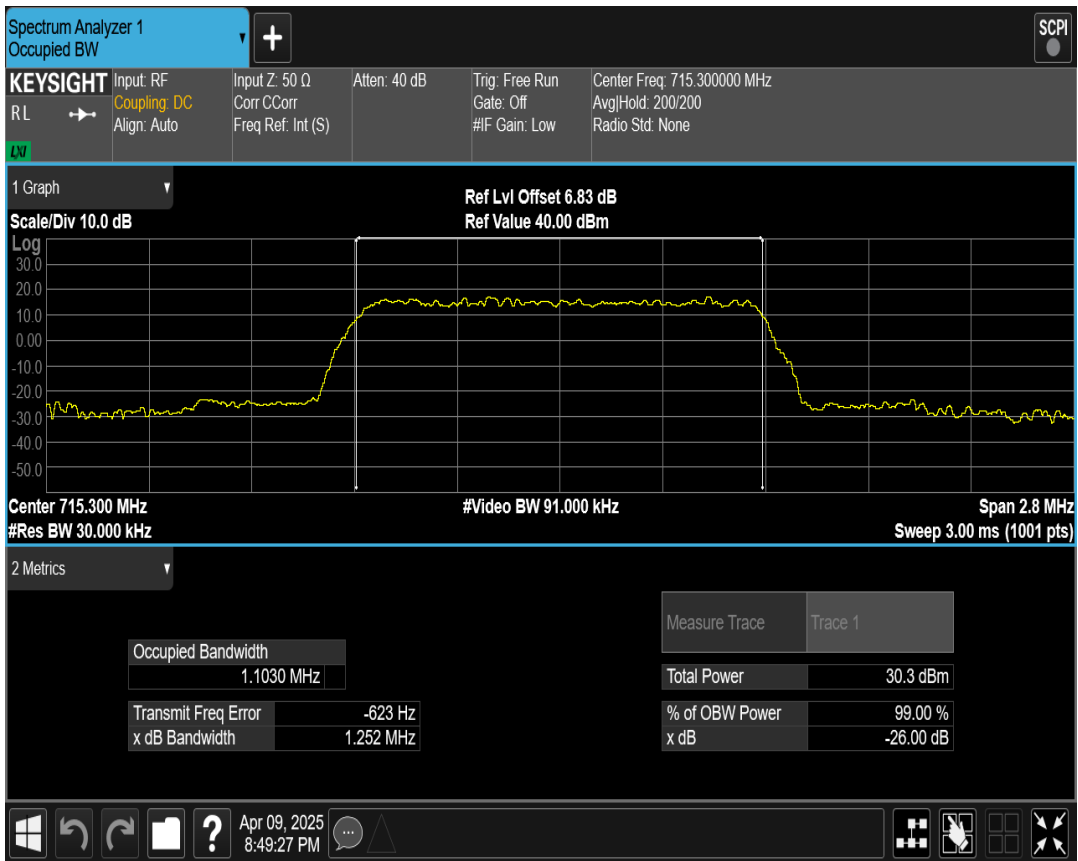 Spectrum Analyzer 1
Occupied BW
+
SCPI
KEYSIGHT
RL
LXI
Input: RF
Coupling: DC
Align: Auto
Input Z: 50 Ω
Corr CCorr
Freq Ref: Int (S)
Atten: 40 dB
Trig: Free Run
Gate: Off
#IF Gain: Low
Center Freq: 715.300000 MHz
Avg|Hold: 200/200
Radio Std: None
1 Graph
Scale/Div 10.0 dB
Ref Lvl Offset 6.83 dB
Ref Value 40.00 dBm
Log
30.0
20.0
10.0
0.00
-10.0
-20.0
-30.0
-40.0
-50.0
Center 715.300 MHz
#Video BW 91.000 kHz
Span 2.8 MHz
#Res BW 30.000 kHz
Sweep 3.00 ms (1001 pts)
2 Metrics
Measure Trace Trace 1
Occupied Bandwidth
1.1030 MHz
Total Power 30.3 dBm
Transmit Freq Error -623 Hz
% of OBW Power 99.00 %
x dB Bandwidth 1.252 MHz
x dB -26.00 dB
?
Apr 09, 2025
8:49:27 PM